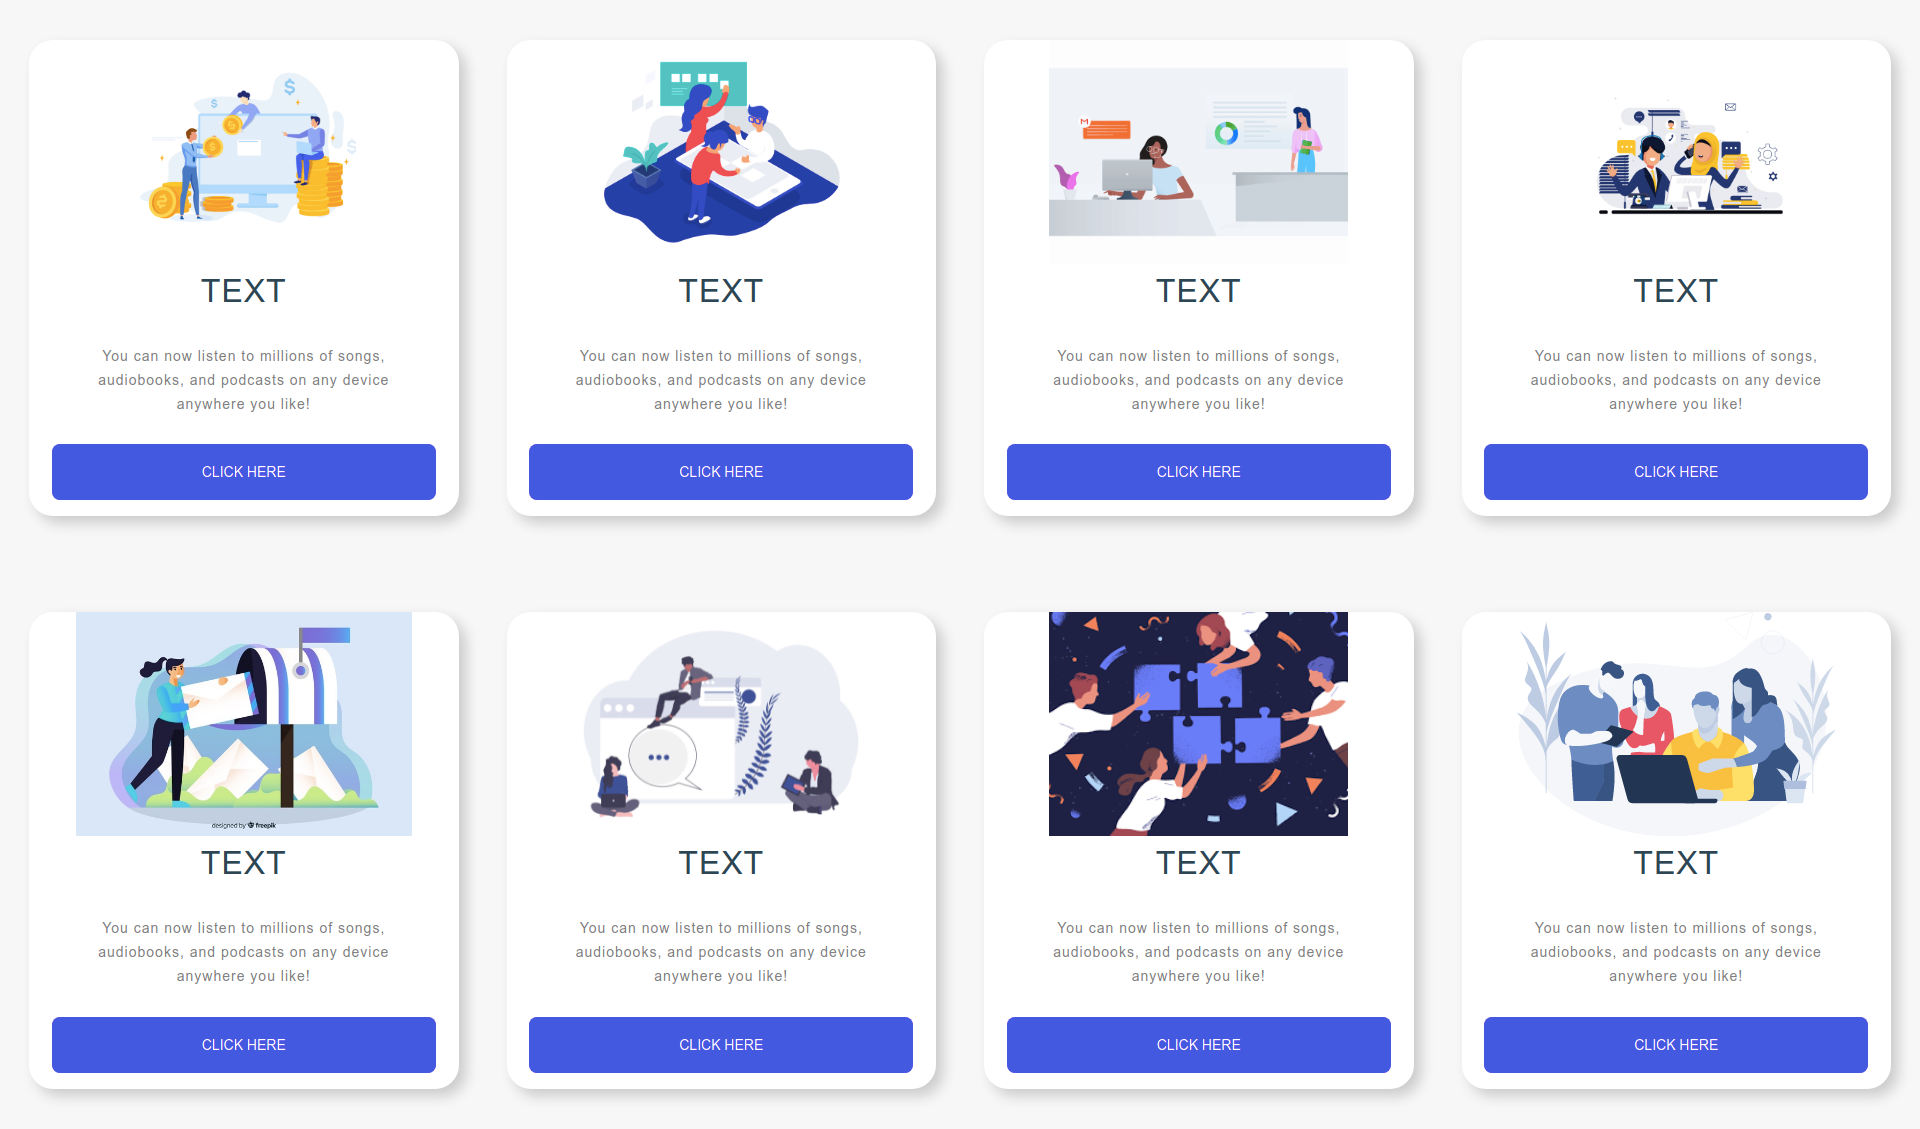 TEXT
You can now listen to millions of songs,
audiobooks, and podcasts on any device
anywhere you like!
CLICK HERE
TEXT
You can now listen to millions of songs,
audiobooks, and podcasts on any device
anywhere you like!
CLICK HERE
TEXT
You can now listen to millions of songs,
audiobooks, and podcasts on any device
anywhere you like!
CLICK HERE
TEXT
You can now listen to millions of songs,
audiobooks, and podcasts on any device
anywhere you like!
CLICK HERE
designed by freepik
TEXT
You can now listen to millions of songs,
audiobooks, and podcasts on any device
anywhere you like!
CLICK HERE
TEXT
You can now listen to millions of songs,
audiobooks, and podcasts on any device
anywhere you like!
CLICK HERE
TEXT
You can now listen to millions of songs,
audiobooks, and podcasts on any device
anywhere you like!
CLICK HERE
TEXT
You can now listen to millions of songs,
audiobooks, and podcasts on any device
anywhere you like!
CLICK HERE